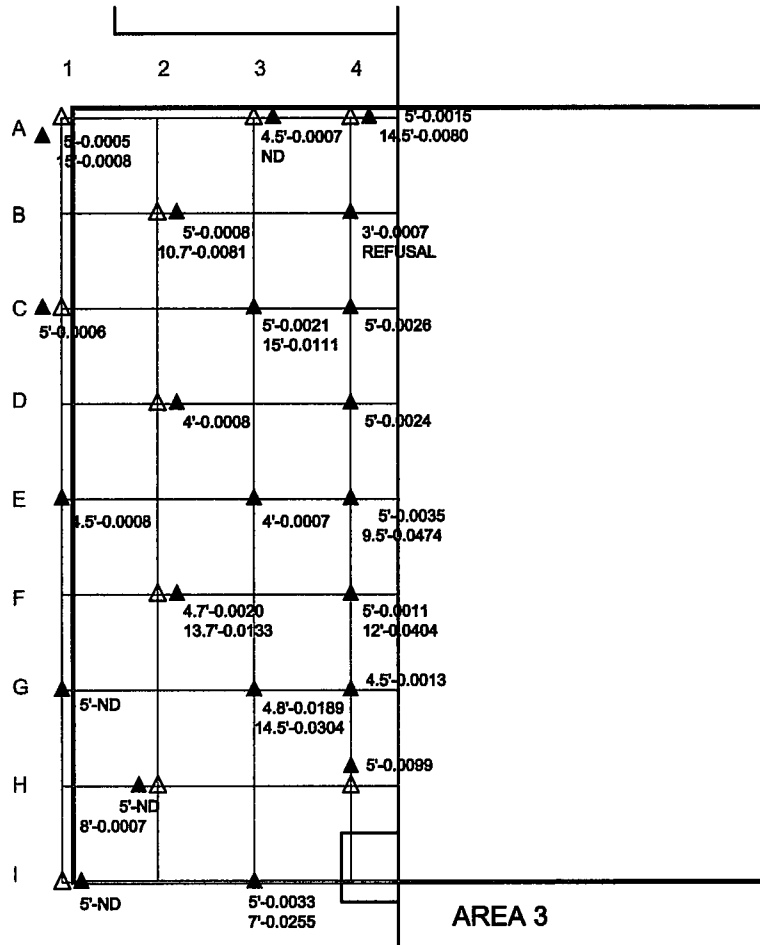 1 2 3 4
A
5'-0.0005
15'-0.0008
4.5'-0.0007
ND
5'-0.0015
14.5'-0.0080
B
5'-0.0008
10.7'-0.0081
3'-0.0007
REFUSAL
C
5'-0.0006
5'-0.0021
15'-0.0111
5'-0.0026
D
4'-0.0008
5'-0.0024
E
4.5'-0.0008
4'-0.0007
5'-0.0035
9.5'-0.0474
F
4.7'-0.0020
13.7'-0.0133
5'-0.0011
12'-0.0404
G
5'-ND
4.8'-0.0189
14.5'-0.0304
4.5'-0.0013
5'-0.0099
H
5'-ND
8'-0.0007
I
5'-ND
5'-0.0033
7'-0.0255
AREA 3